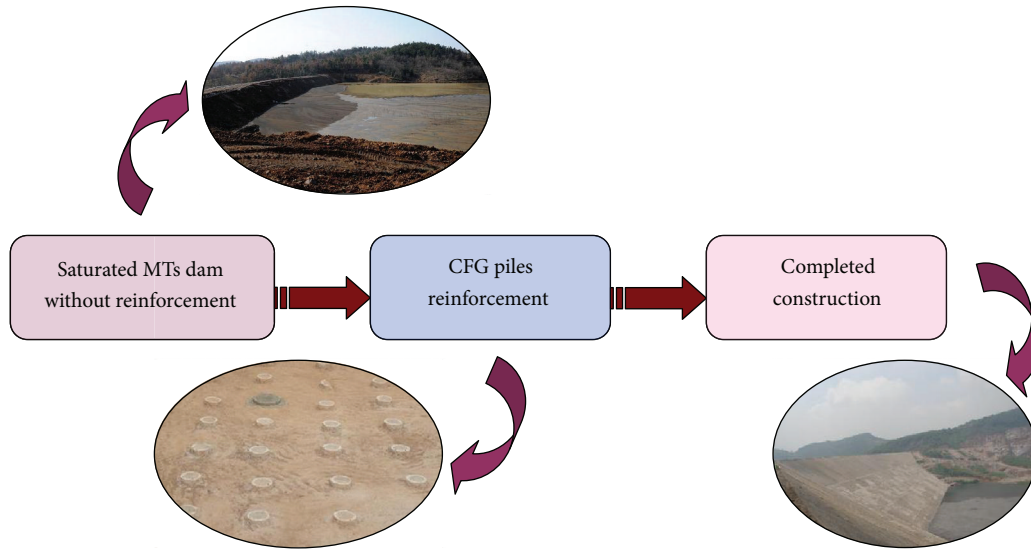 Saturated MTs dam
without reinforcement
CFG piles
reinforcement
Completed
construction